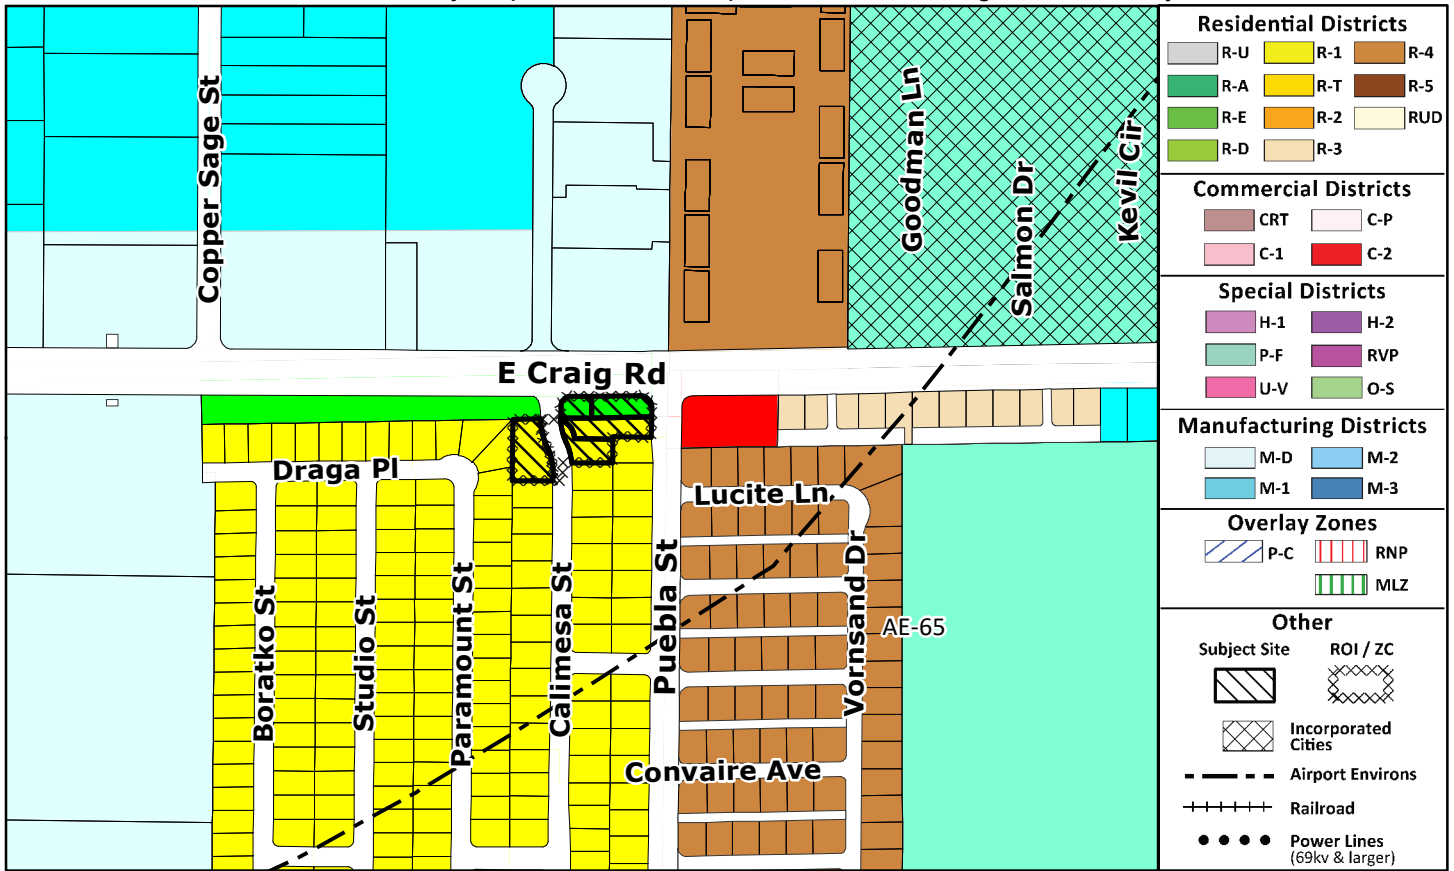 Residential Districts
R-U
R-1
R-4
R-A
R-T
R-5
R-E
R-2
RUD
R-D
R-3
Commercial Districts
CRT
C-P
C-1
C-2
Special Districts
H-1
H-2
P-F
RVP
U-V
O-S
Manufacturing Districts
M-D
M-2
M-1
M-3
Overlay Zones
P-C
RNP
MLZ
Other
Subject Site
ROI / ZC
Incorporated
Cities
Airport Environs
Railroad
Power Lines
(69kv & larger)
Copper Sage St
Goodman Ln
Salmon Dr
Kevil Cir
E Craig Rd
Draga Pl
Lucite Ln
Boratko St
Studio St
Paramount St
Calimesa St
Puebla St
Vornsand Dr
AE-65
Convaire Ave